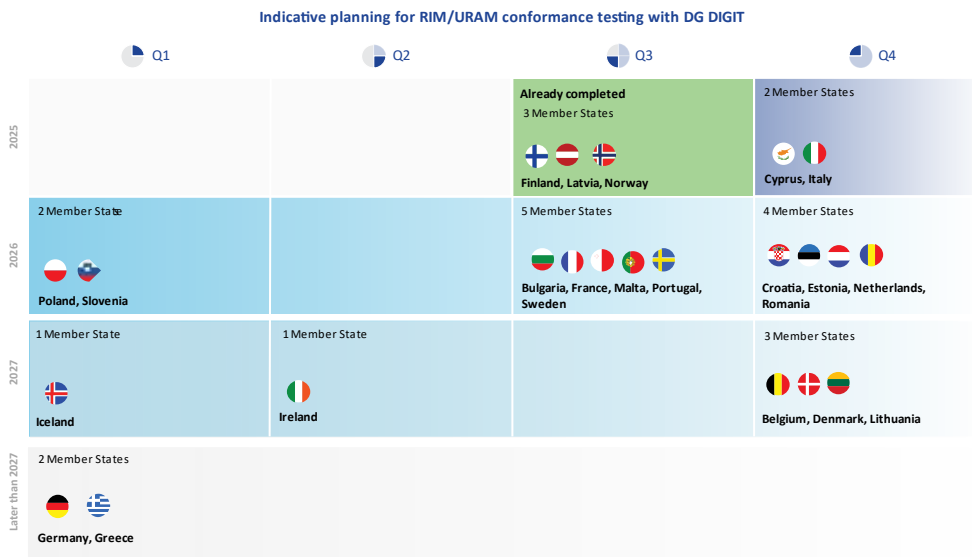 Indicative planning for RIM/URAM conformance testing with DG DIGIT
Q1
Q2
Q3
Q4
2025
Already completed
3 Member States
Finland, Latvia, Norway
2 Member States
Cyprus, Italy
2026
2 Member State
Poland, Slovenia
5 Member States
Bulgaria, France, Malta, Portugal,
Sweden
4 Member States
Croatia, Estonia, Netherlands,
Romania
2027
1 Member State
Iceland
1 Member State
Ireland
3 Member States
Belgium, Denmark, Lithuania
Later than 2027
2 Member States
Germany, Greece